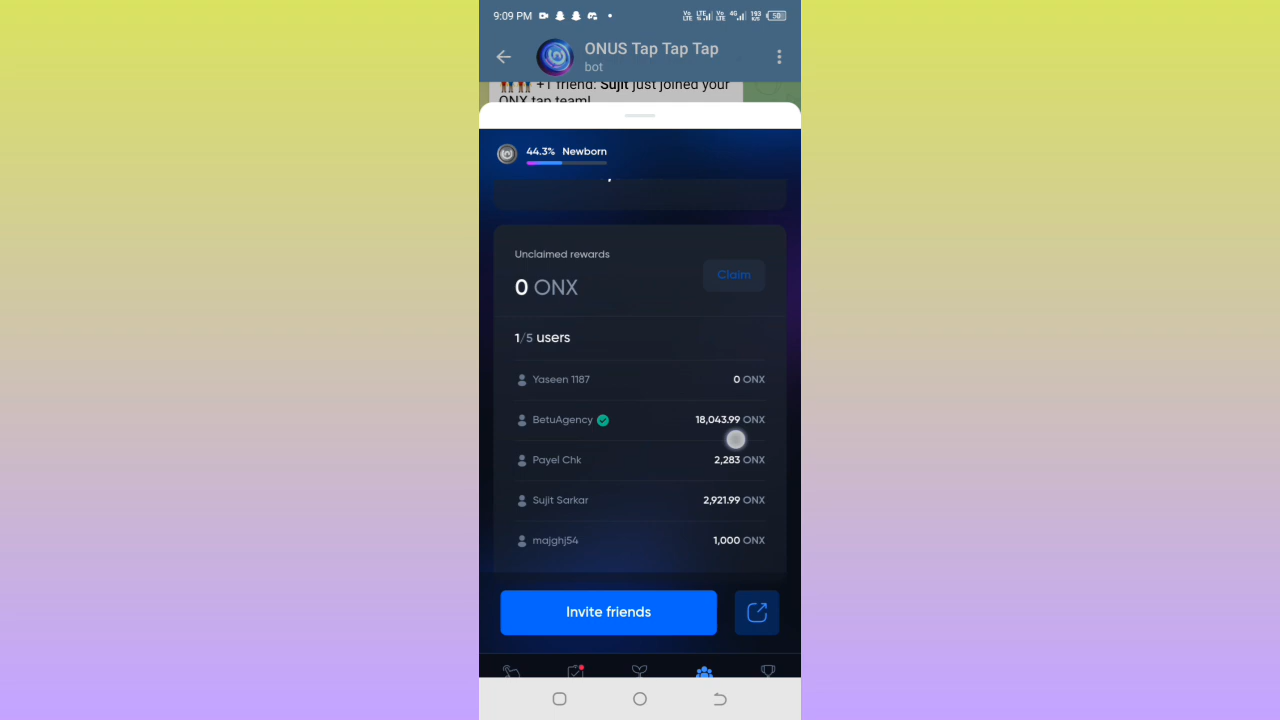 9:09 PM
50
ONUS Tap Tap Tap
bot
+1 friend: Sujit just joined your
ONX tap team!
44.3% Newborn
Unclaimed rewards
0 ONX
Claim
1/5 users
Yaseen 1187 0 ONX
BetuAgency 18,043.99 ONX
Payel Chk 2,283 ONX
Sujit Sarkar 2,921.99 ONX
majghj54 1,000 ONX
Invite friends